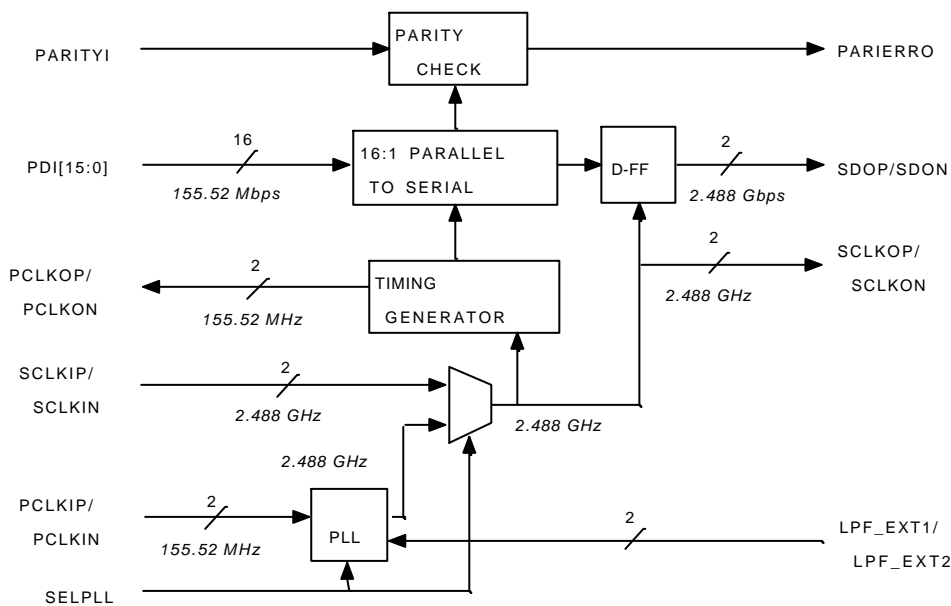 PARITYI
PARITY
CHECK
PARIERRO
PDI[15:0]
16
155.52 Mbps
16:1 PARALLEL
TO SERIAL
D-FF
2
2.488 Gbps
SDOP/SDON
PCLKOP/
PCLKON
2
155.52 MHz
TIMING
GENERATOR
2
2.488 GHz
SCLKOP/
SCLKON
SCLKIP/
SCLKIN
2
2.488 GHz
2.488 GHz
2.488 GHz
PCLKIP/
PCLKIN
2
155.52 MHz
PLL
2
LPF_EXT1/
LPF_EXT2
SELPLL